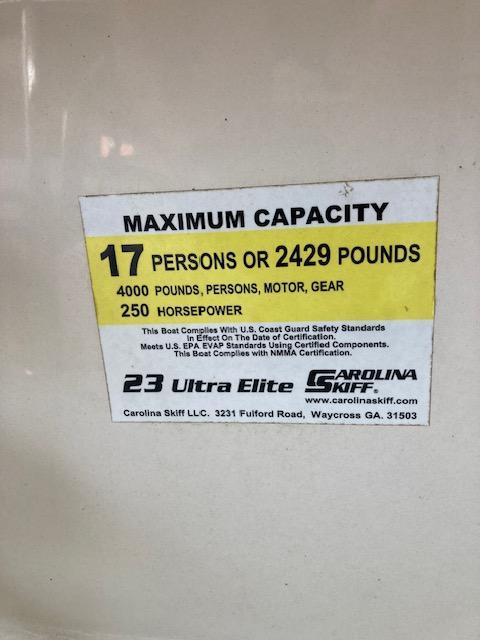 MAXIMUM CAPACITY
17 PERSONS OR 2429 POUNDS
4000 POUNDS, PERSONS, MOTOR, GEAR
250 HORSEPOWER
This Boat Complies With U.S. Coast Guard Safety Standards
in Effect On The Date of Certification.
Meets U.S. EPA EVAP Standards Using Certified Components.
This Boat Complies with NMMA Certification.
23 Ultra Elite CAROLINA SKIFF®
www.carolinaskiff.com
Carolina Skiff LLC. 3231 Fulford Road, Waycross GA. 31503